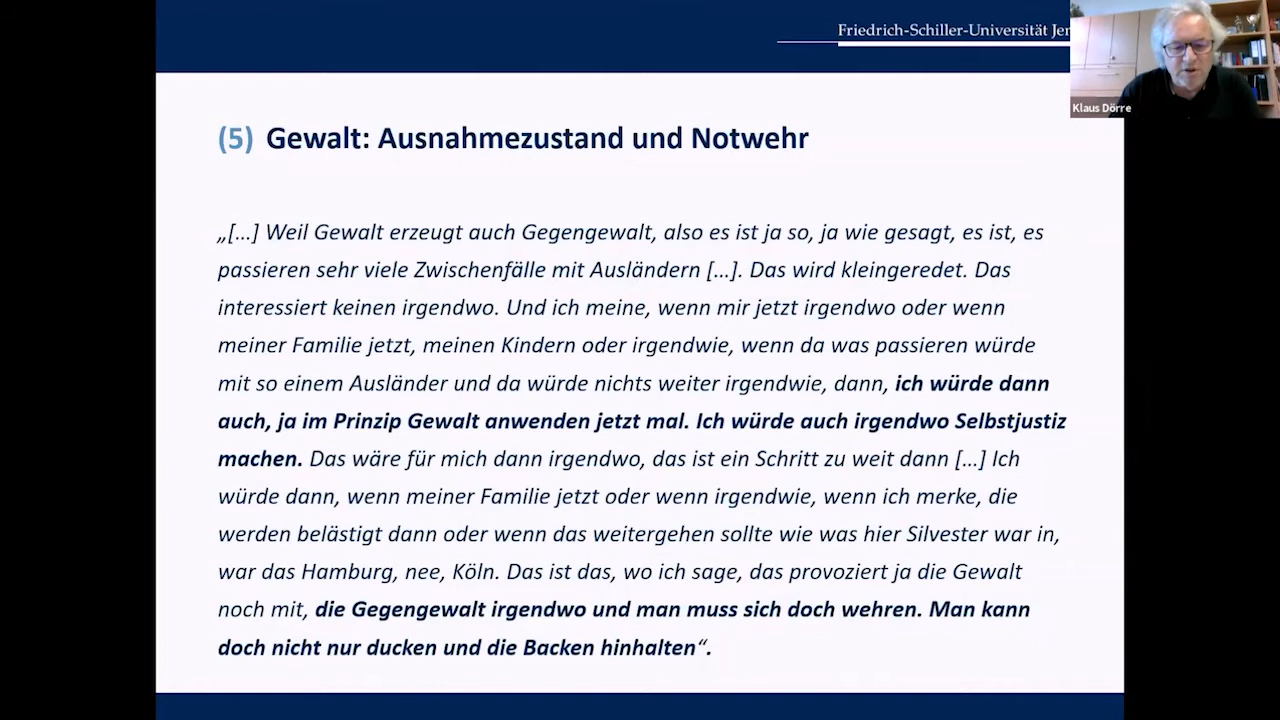 Friedrich-Schiller-Universität Jen
Klaus Dörre
(5) Gewalt: Ausnahmezustand und Notwehr
„[…] Weil Gewalt erzeugt auch Gegengewalt, also es ist ja so, ja wie gesagt, es ist, es
passieren sehr viele Zwischenfälle mit Ausländern […]. Das wird kleingeredet. Das
interessiert keinen irgendwo. Und ich meine, wenn mir jetzt irgendwo oder wenn
meiner Familie jetzt, meinen Kindern oder irgendwie, wenn da was passieren würde
mit so einem Ausländer und da würde nichts weiter irgendwie, dann, ich würde dann
auch, ja im Prinzip Gewalt anwenden jetzt mal. Ich würde auch irgendwo Selbstjustiz
machen. Das wäre für mich dann irgendwo, das ist ein Schritt zu weit dann […] Ich
würde dann, wenn meiner Familie jetzt oder wenn irgendwie, wenn ich merke, die
werden belästigt dann oder wenn das weitergehen sollte wie was hier Silvester war in,
war das Hamburg, nee, Köln. Das ist das, wo ich sage, das provoziert ja die Gewalt
noch mit, die Gegengewalt irgendwo und man muss sich doch wehren. Man kann
doch nicht nur ducken und die Backen hinhalten“.